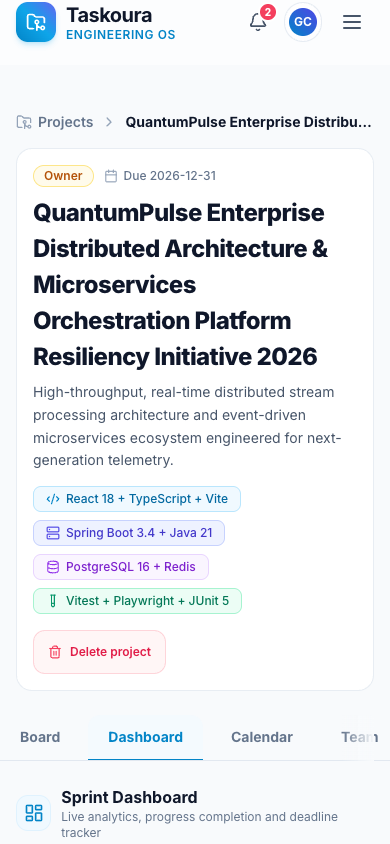 Taskoura
ENGINEERING OS
2
GC
Projects
QuantumPulse Enterprise Distribu...
Owner
Due 2026-12-31
QuantumPulse Enterprise
Distributed Architecture &
Microservices
Orchestration Platform
Resiliency Initiative 2026
High-throughput, real-time distributed stream
processing architecture and event-driven
microservices ecosystem engineered for next-
generation telemetry.
React 18 + TypeScript + Vite
Spring Boot 3.4 + Java 21
PostgreSQL 16 + Redis
Vitest + Playwright + JUnit 5
Delete project
Board
Dashboard
Calendar
Team
Sprint Dashboard
Live analytics, progress completion and deadline
tracker